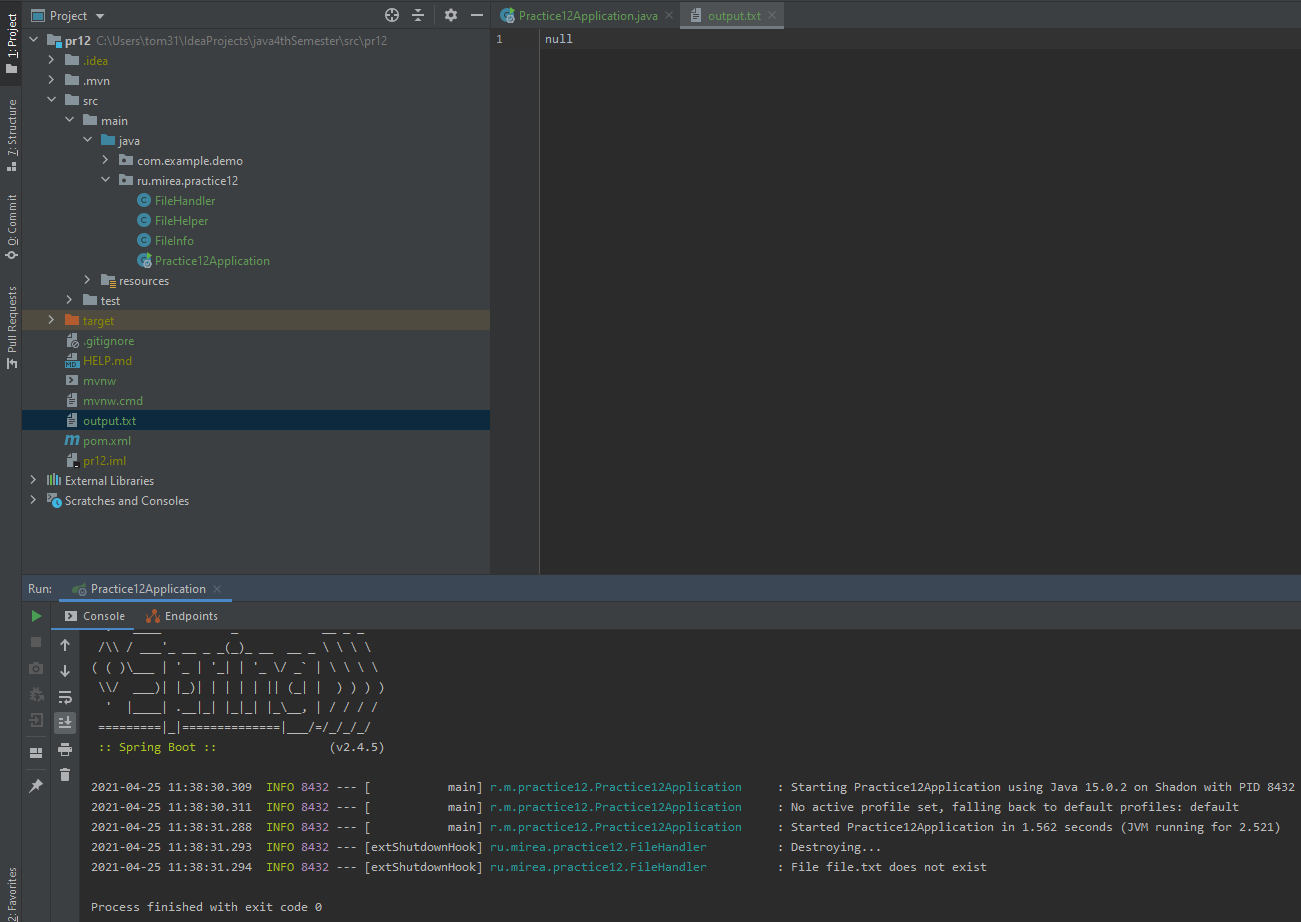 Project
Practice12Application.java
output.txt
1: Project
7: Structure
0: Commit
Pull Requests
2: Favorites
pr12 C:\Users\tom31\IdeaProjects\java4thSemester\src\pr12
.idea
.mvn
src
main
java
com.example.demo
ru.mirea.practice12
FileHandler
FileHelper
FileInfo
Practice12Application
resources
test
target
.gitignore
HELP.md
mvnw
mvnw.cmd
output.txt
pom.xml
pr12.iml
External Libraries
Scratches and Consoles
1 null
Run: Practice12Application
Console Endpoints
/\\ / ___'_ __ _ _(_)_ __  __ _ \ \ \ \
( ( )\___ | '_ | '_| | '_ \/ _` | \ \ \ \
\\/  ___)| |_)| | | | | || (_| |  ) ) ) )
'  |____| .__|_| |_|_| |_\__, | / / / /
=========|_|==============|___/=/_/_/_/
:: Spring Boot ::                (v2.4.5)
2021-04-25 11:38:30.309  INFO 8432 --- [           main] r.m.practice12.Practice12Application     : Starting Practice12Application using Java 15.0.2 on Shadon with PID 8432
2021-04-25 11:38:30.311  INFO 8432 --- [           main] r.m.practice12.Practice12Application     : No active profile set, falling back to default profiles: default
2021-04-25 11:38:31.288  INFO 8432 --- [           main] r.m.practice12.Practice12Application     : Started Practice12Application in 1.562 seconds (JVM running for 2.521)
2021-04-25 11:38:31.293  INFO 8432 --- [extShutdownHook] ru.mirea.practice12.FileHandler          : Destroying...
2021-04-25 11:38:31.294  INFO 8432 --- [extShutdownHook] ru.mirea.practice12.FileHandler          : File file.txt does not exist
Process finished with exit code 0